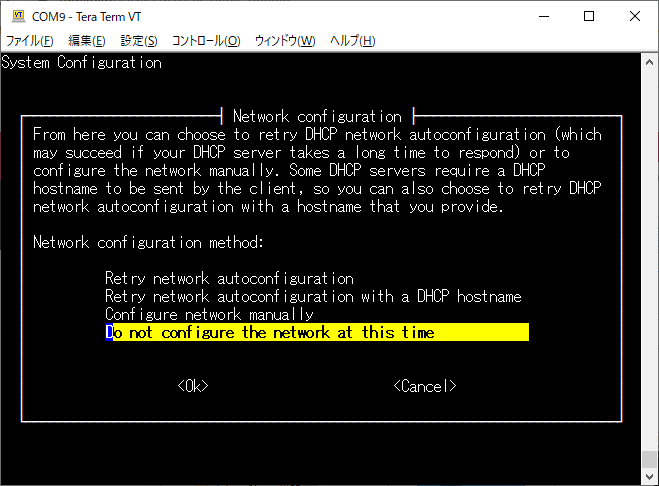 COM9 - Tera Term VT
ファイル(F) 編集(E) 設定(S) コントロール(O) ウィンドウ(W) ヘルプ(H)
System Configuration
Network configuration
From here you can choose to retry DHCP network autoconfiguration (which
may succeed if your DHCP server takes a long time to respond) or to
configure the network manually. Some DHCP servers require a DHCP
hostname to be sent by the client, so you can also choose to retry DHCP
network autoconfiguration with a hostname that you provide.
Network configuration method:
Retry network autoconfiguration
Retry network autoconfiguration with a DHCP hostname
Configure network manually
Do not configure the network at this time
<Ok> <Cancel>